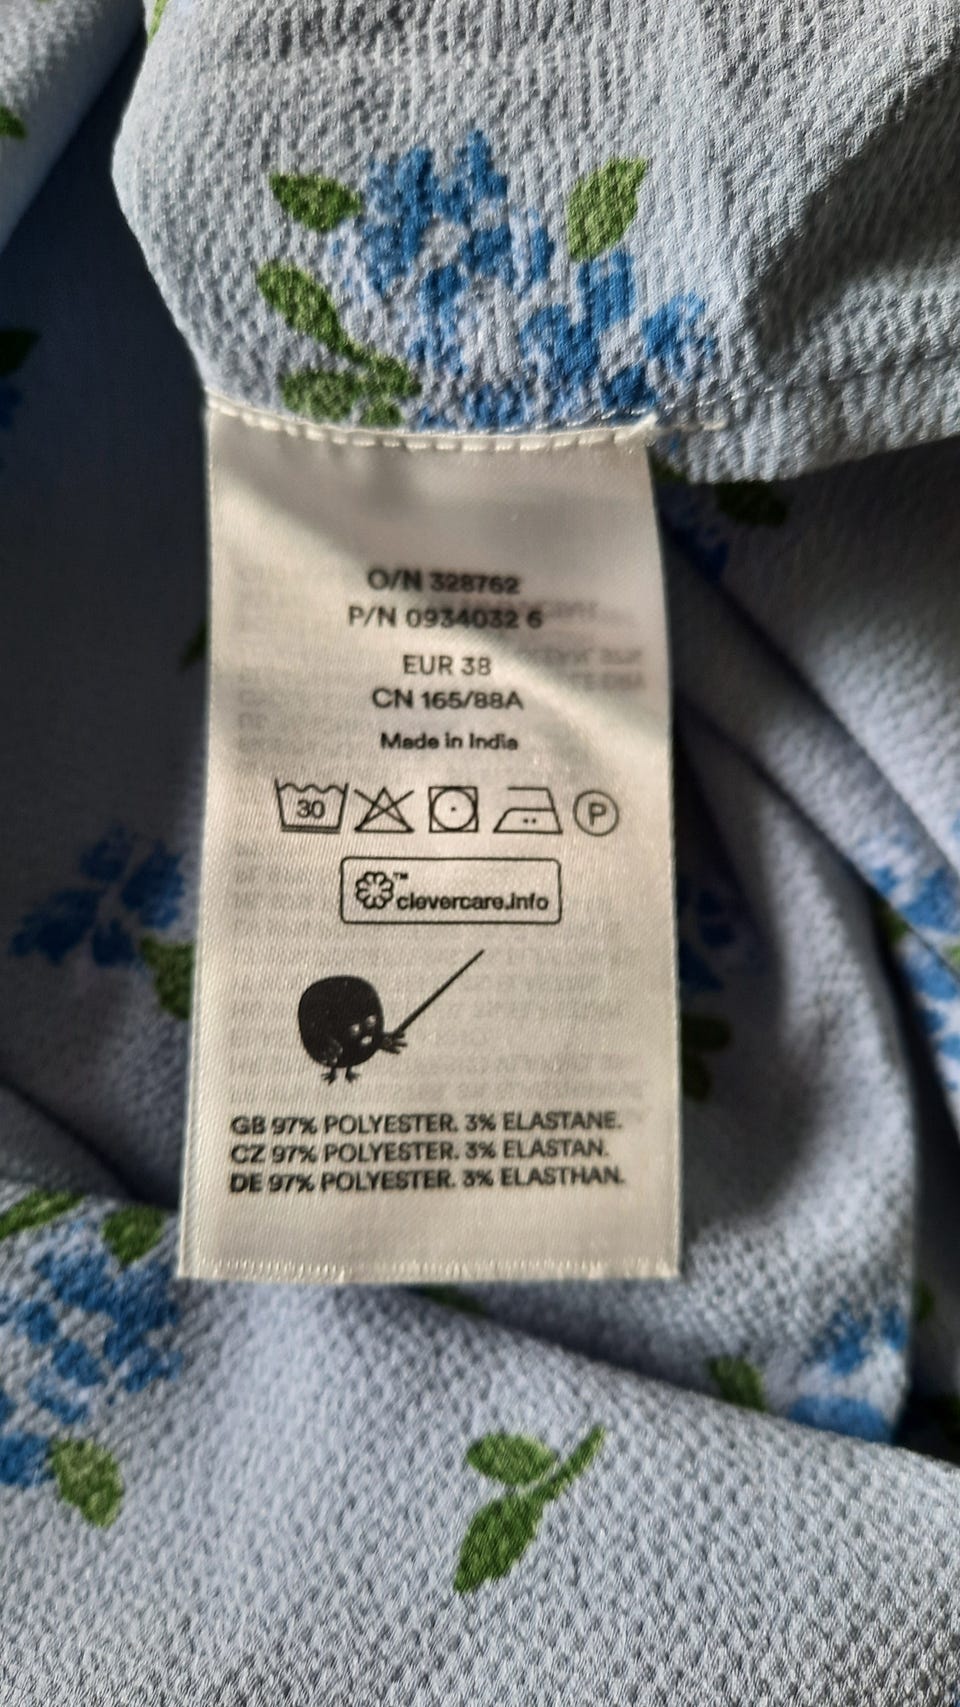 O/N 328762
P/N 0934032 6
EUR 38
CN 165/88A
Made in India
30 P
™ clevercare.info
GB 97% POLYESTER. 3% ELASTANE.
CZ 97% POLYESTER. 3% ELASTAN.
DE 97% POLYESTER. 3% ELASTHAN.